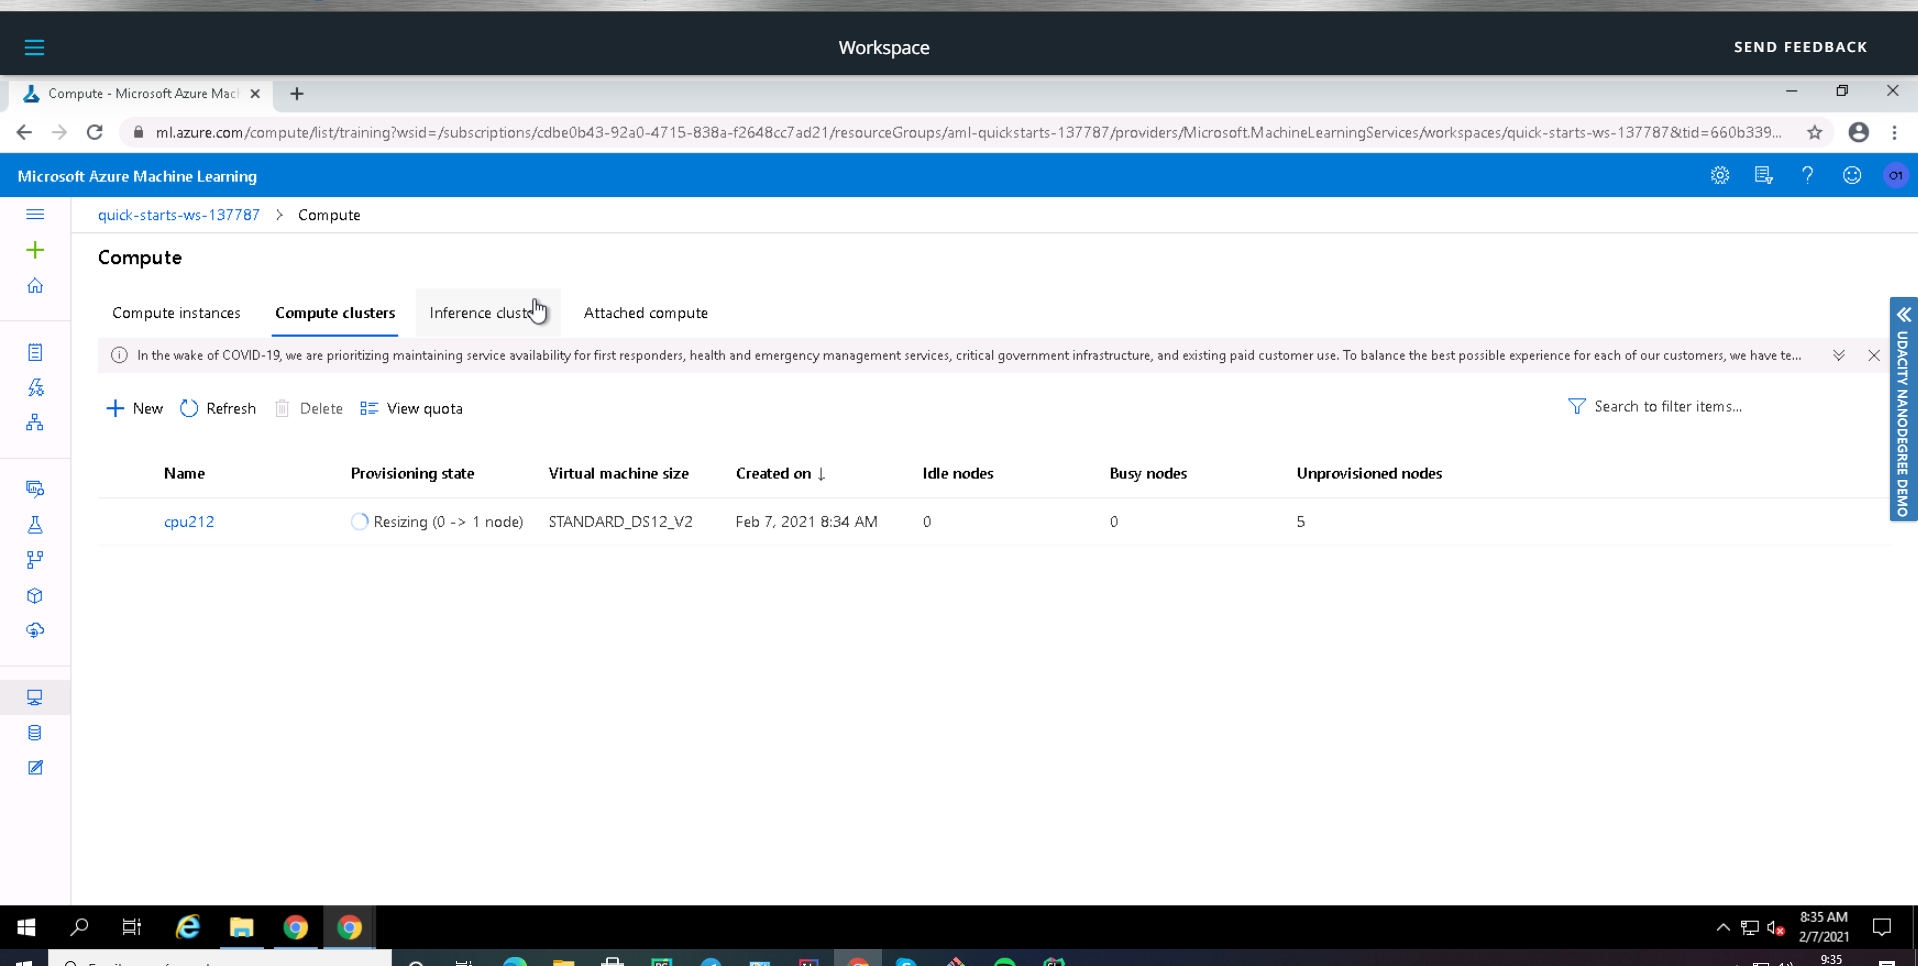 Workspace
SEND FEEDBACK
Compute - Microsoft Azure Mac
ml.azure.com/compute/list/training?wsid=/subscriptions/cdbe0b43-92a0-4715-838a-f2648cc7ad21/resourceGroups/aml-quickstarts-137787/providers/Microsoft.MachineLearningServices/workspaces/quick-starts-ws-137787&tid=660b339...
Microsoft Azure Machine Learning
O1
quick-starts-ws-137787 > Compute
Compute
Compute instances Compute clusters Inference cluste Attached compute
In the wake of COVID-19, we are prioritizing maintaining service availability for first responders, health and emergency management services, critical government infrastructure, and existing paid customer use. To balance the best possible experience for each of our customers, we have te...
UDACITY NANODEGREE DEMO
New Refresh Delete View quota
Search to filter items...
Name Provisioning state Virtual machine size Created on ↓ Idle nodes Busy nodes Unprovisioned nodes
cpu212 Resizing (0 -> 1 node) STANDARD_DS12_V2 Feb 7, 2021 8:34 AM 0 0 5
8:35 AM
2/7/2021
9:35